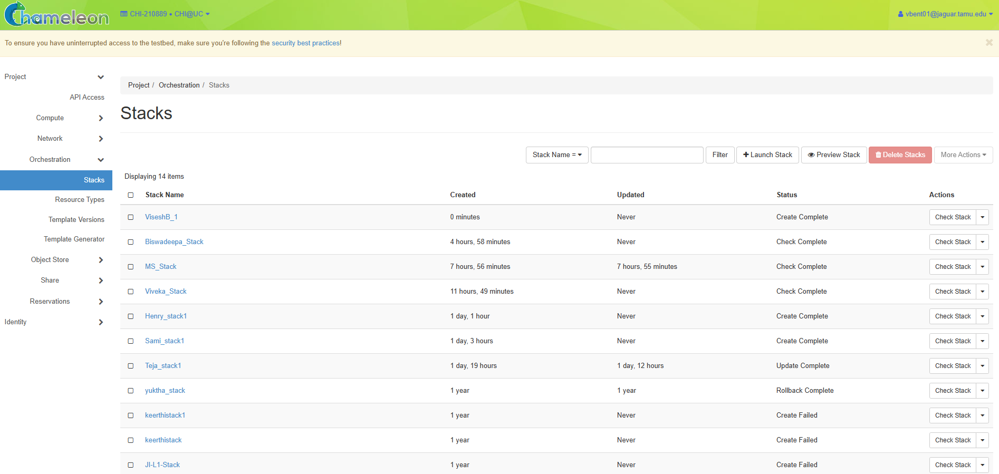 Chameleon
CHI-210889 • CHI@UC
vbent01@jaguar.tamu.edu
To ensure you have uninterrupted access to the testbed, make sure you're following the security best practices!
Project
API Access
Compute
Network
Orchestration
Stacks
Resource Types
Template Versions
Template Generator
Object Store
Share
Reservations
Identity
Project / Orchestration / Stacks
Stacks
Stack Name = Filter Launch Stack Preview Stack Delete Stacks More Actions
Displaying 14 items
Stack Name Created Updated Status Actions
ViseshB_1 0 minutes Never Create Complete Check Stack
Biswadeepa_Stack 4 hours, 58 minutes Never Check Complete Check Stack
MS_Stack 7 hours, 56 minutes 7 hours, 55 minutes Check Complete Check Stack
Viveka_Stack 11 hours, 49 minutes Never Check Complete Check Stack
Henry_stack1 1 day, 1 hour Never Create Complete Check Stack
Sami_stack1 1 day, 3 hours Never Create Complete Check Stack
Teja_stack1 1 day, 19 hours 1 day, 12 hours Update Complete Check Stack
yuktha_stack 1 year 1 year Rollback Complete Check Stack
keerthistack1 1 year Never Create Failed Check Stack
keerthistack 1 year Never Create Failed Check Stack
JI-L1-Stack 1 year Never Create Failed Check Stack